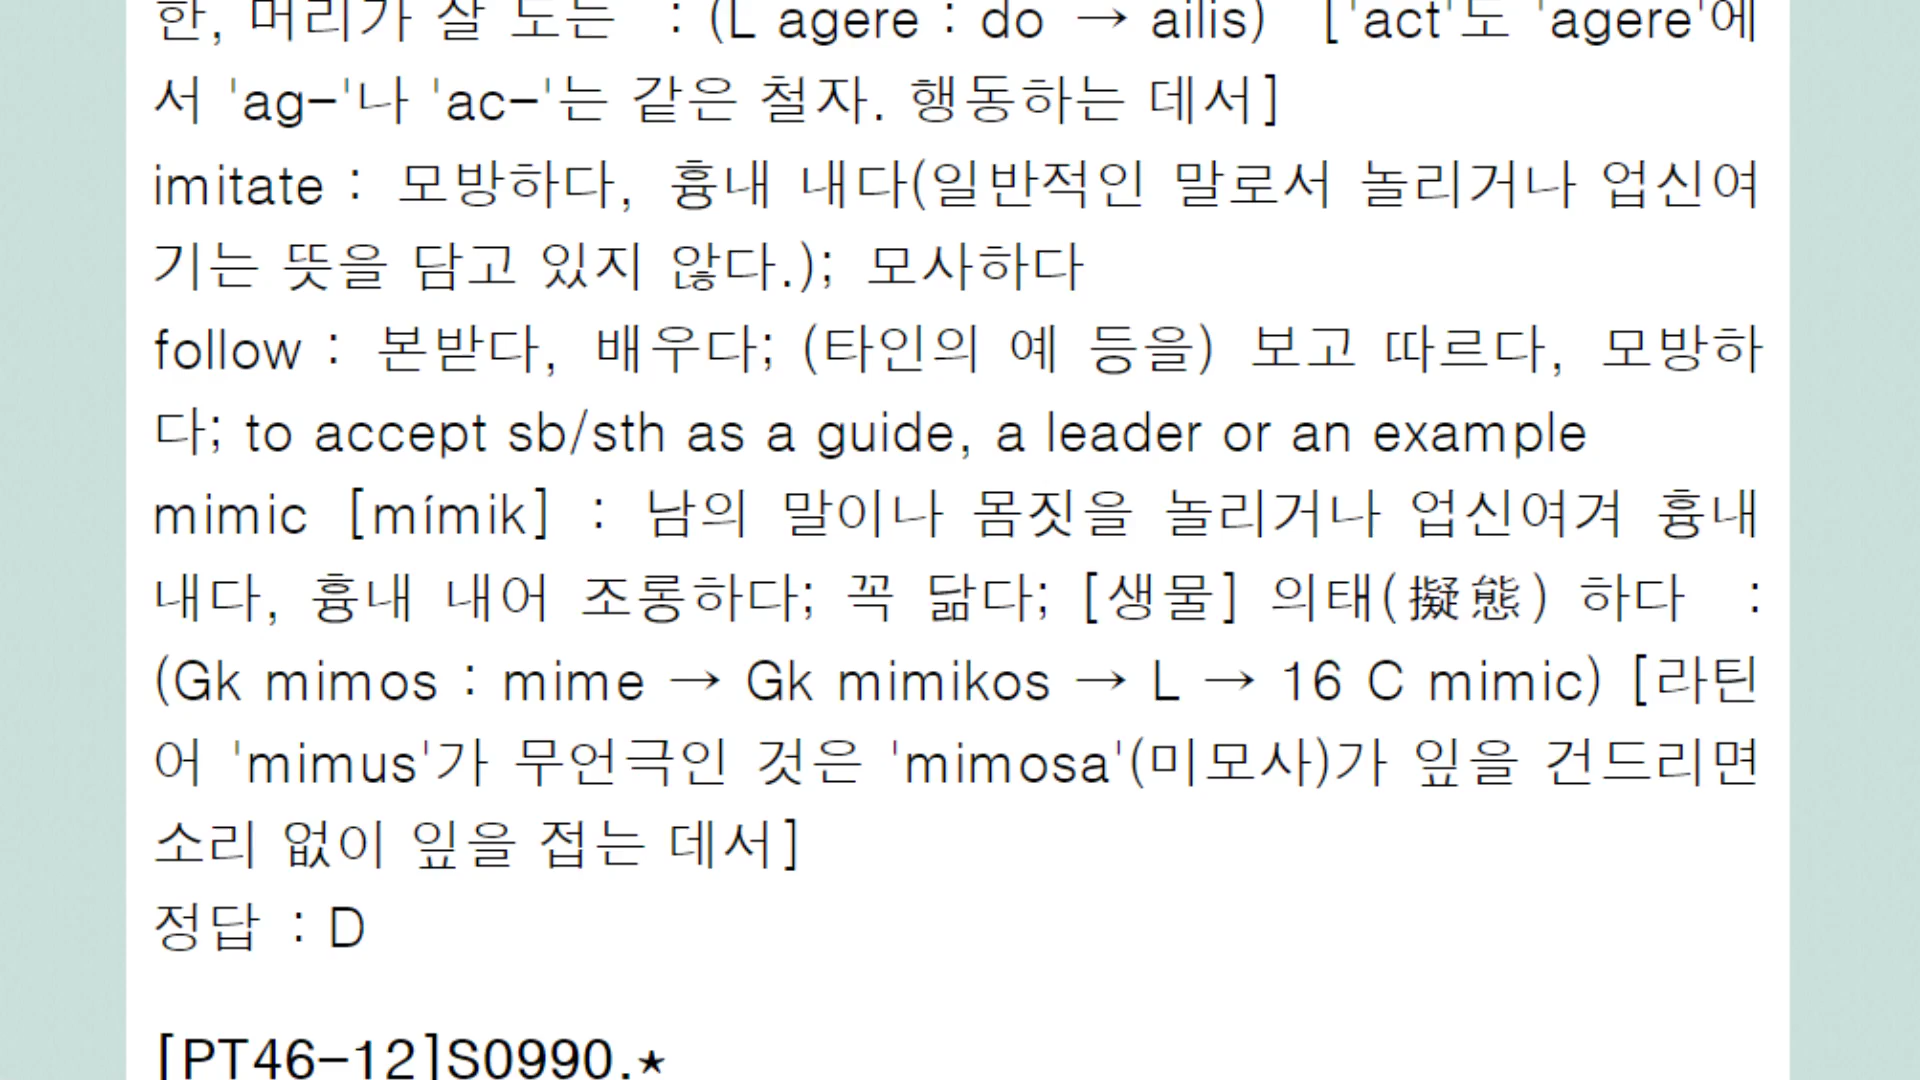 한, 머리가 잘 도는 : (L agere : do → ailis) ['act'도 'agere'에
서 'ag-'나 'ac-'는 같은 철자. 행동하는 데서]
imitate : 모방하다, 흉내 내다(일반적인 말로서 놀리거나 업신여
기는 뜻을 담고 있지 않다.); 모사하다
follow : 본받다, 배우다; (타인의 예 등을) 보고 따르다, 모방하
다; to accept sb/sth as a guide, a leader or an example
mimic [mímik] : 남의 말이나 몸짓을 놀리거나 업신여겨 흉내
내다, 흉내 내어 조롱하다; 꼭 닮다; [생물] 의태(擬態) 하다 :
(Gk mimos : mime → Gk mimikos → L → 16 C mimic) [라틴
어 'mimus'가 무언극인 것은 'mimosa'(미모사)가 잎을 건드리면
소리 없이 잎을 접는 데서]
정답 : D
[PT46-12]S0990.★